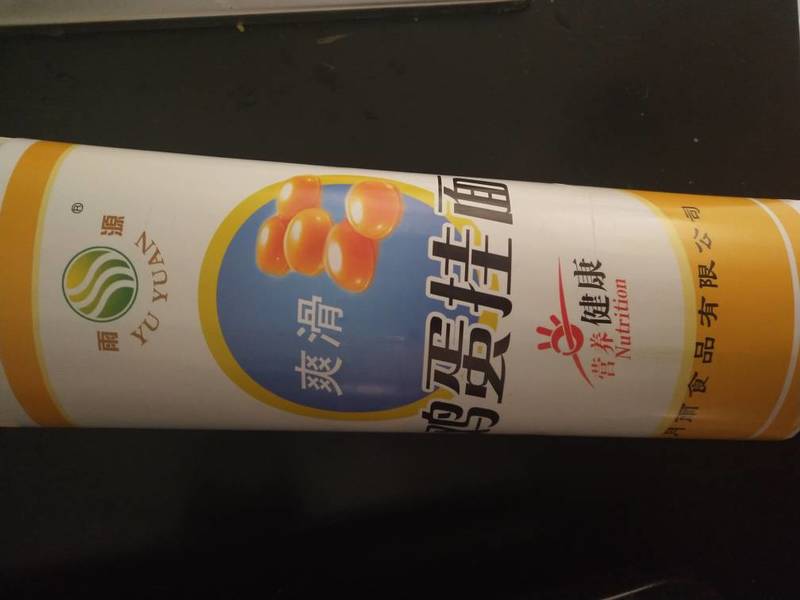 ®
雨 源
YU YUAN
爽滑
鸡蛋挂面
营养健康
Nutrition
食品有限公司